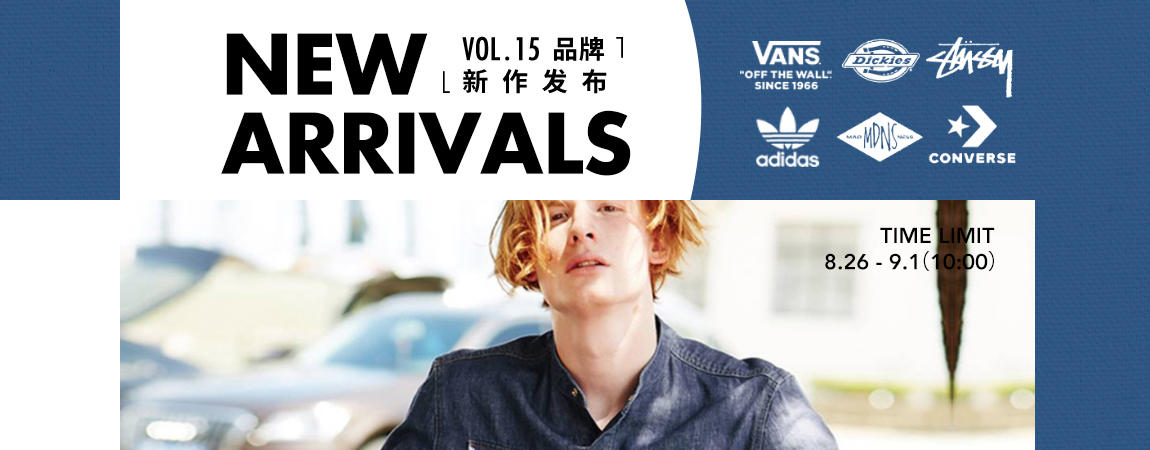 NEW
ARRIVALS
VOL.15 品牌
新作发布
VANS
"OFF THE WALL"
SINCE 1966
Dickies
STÜSSY
adidas
MAD MDNS NESS
CONVERSE
TIME LIMIT
8.26 - 9.1(10:00)